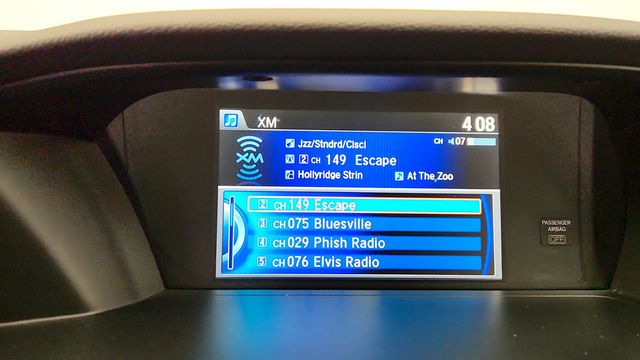 XM 4 08
Jzz/Stndrd/Clscl CH 07
2 CH 149 Escape
Hollyridge Strin At The Zoo
XM
2 CH 149 Escape
3 CH 075 Bluesville
4 CH 029 Phish Radio
5 CH 076 Elvis Radio
PASSENGER
AIRBAG
OFF